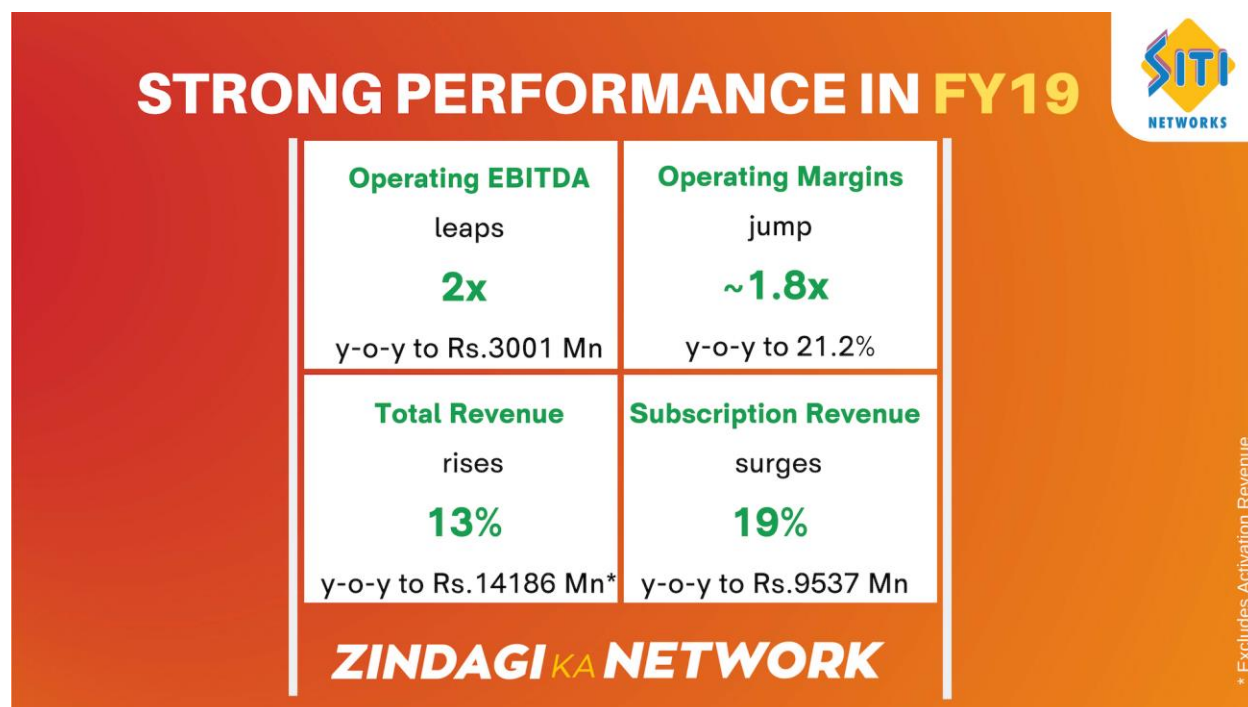 STRONG PERFORMANCE IN FY19
SITI
NETWORKS
Operating EBITDA
leaps
2x
y-o-y to Rs.3001 Mn
Operating Margins
jump
~1.8x
y-o-y to 21.2%
Total Revenue
rises
13%
y-o-y to Rs.14186 Mn*
Subscription Revenue
surges
19%
y-o-y to Rs.9537 Mn
ZINDAGI KA NETWORK
* Excludes Activation Revenue